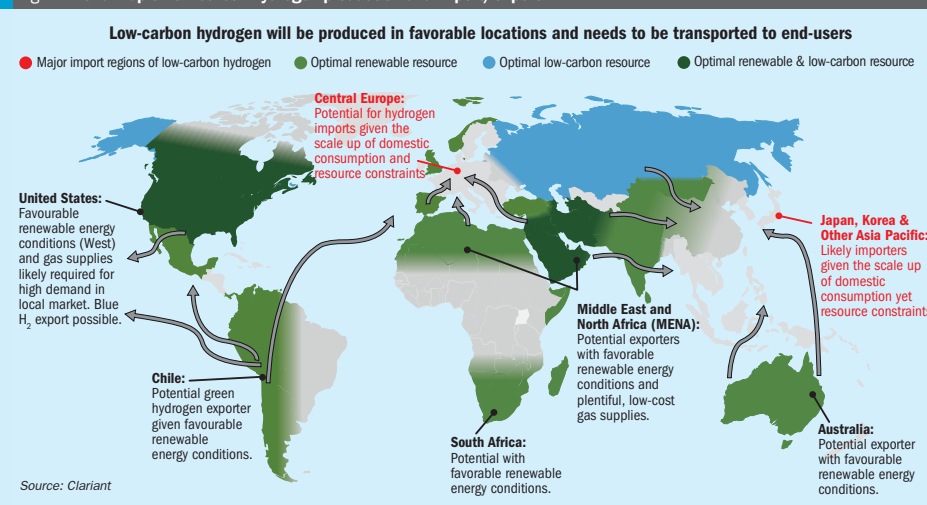 Low-carbon hydrogen will be produced in favorable locations and needs to be transported to end-users
Major import regions of low-carbon hydrogen
Optimal renewable resource
Optimal low-carbon resource
Optimal renewable & low-carbon resource
Central Europe:
Potential for hydrogen
imports given the
scale up of domestic
consumption and
resource constraints
United States:
Favourable
renewable energy
conditions (West)
and gas supplies
likely required for
high demand in
local market. Blue
H2 export possible.
Japan, Korea &
Other Asia Pacific:
Likely importers
given the scale up
of domestic
consumption yet
resource constraints
Middle East and
North Africa (MENA):
Potential exporters
with favorable
renewable energy
conditions and
plentiful, low-cost
gas supplies.
Chile:
Potential green
hydrogen exporter
given favourable
renewable
energy conditions.
South Africa:
Potential with
favorable renewable
energy conditions.
Australia:
Potential exporter
with favourable
renewable energy
conditions.
Source: Clariant